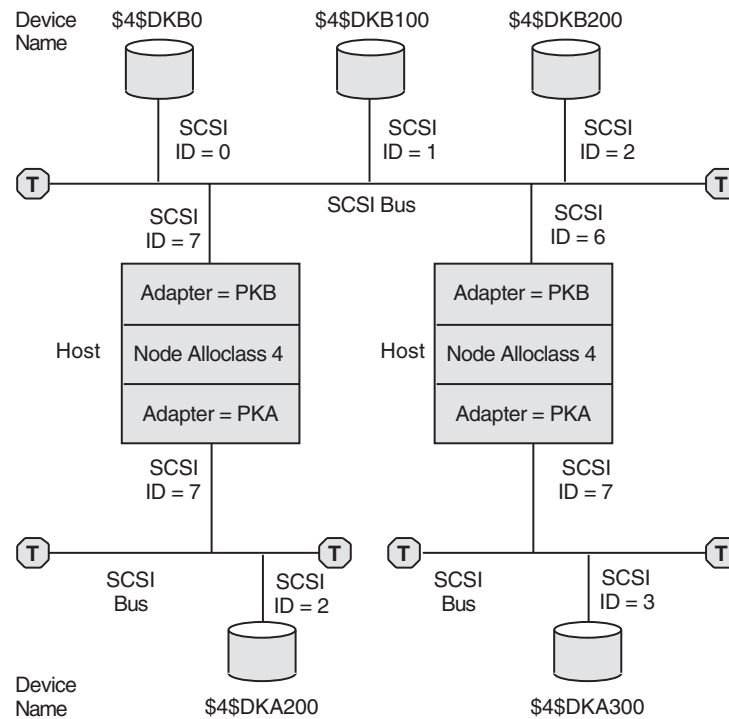 Device
Name
$4$DKB0
$4$DKB100
$4$DKB200
SCSI
ID = 0
SCSI
ID = 1
SCSI
ID = 2
T
T
SCSI Bus
SCSI
ID = 7
SCSI
ID = 6
Adapter = PKB
Adapter = PKB
Host
Node Alloclass 4
Host
Node Alloclass 4
Adapter = PKA
Adapter = PKA
SCSI
ID = 7
SCSI
ID = 7
T
T
T
T
SCSI
Bus
SCSI
ID = 2
SCSI
Bus
SCSI
ID = 3
Device
Name
$4$DKA200
$4$DKA300